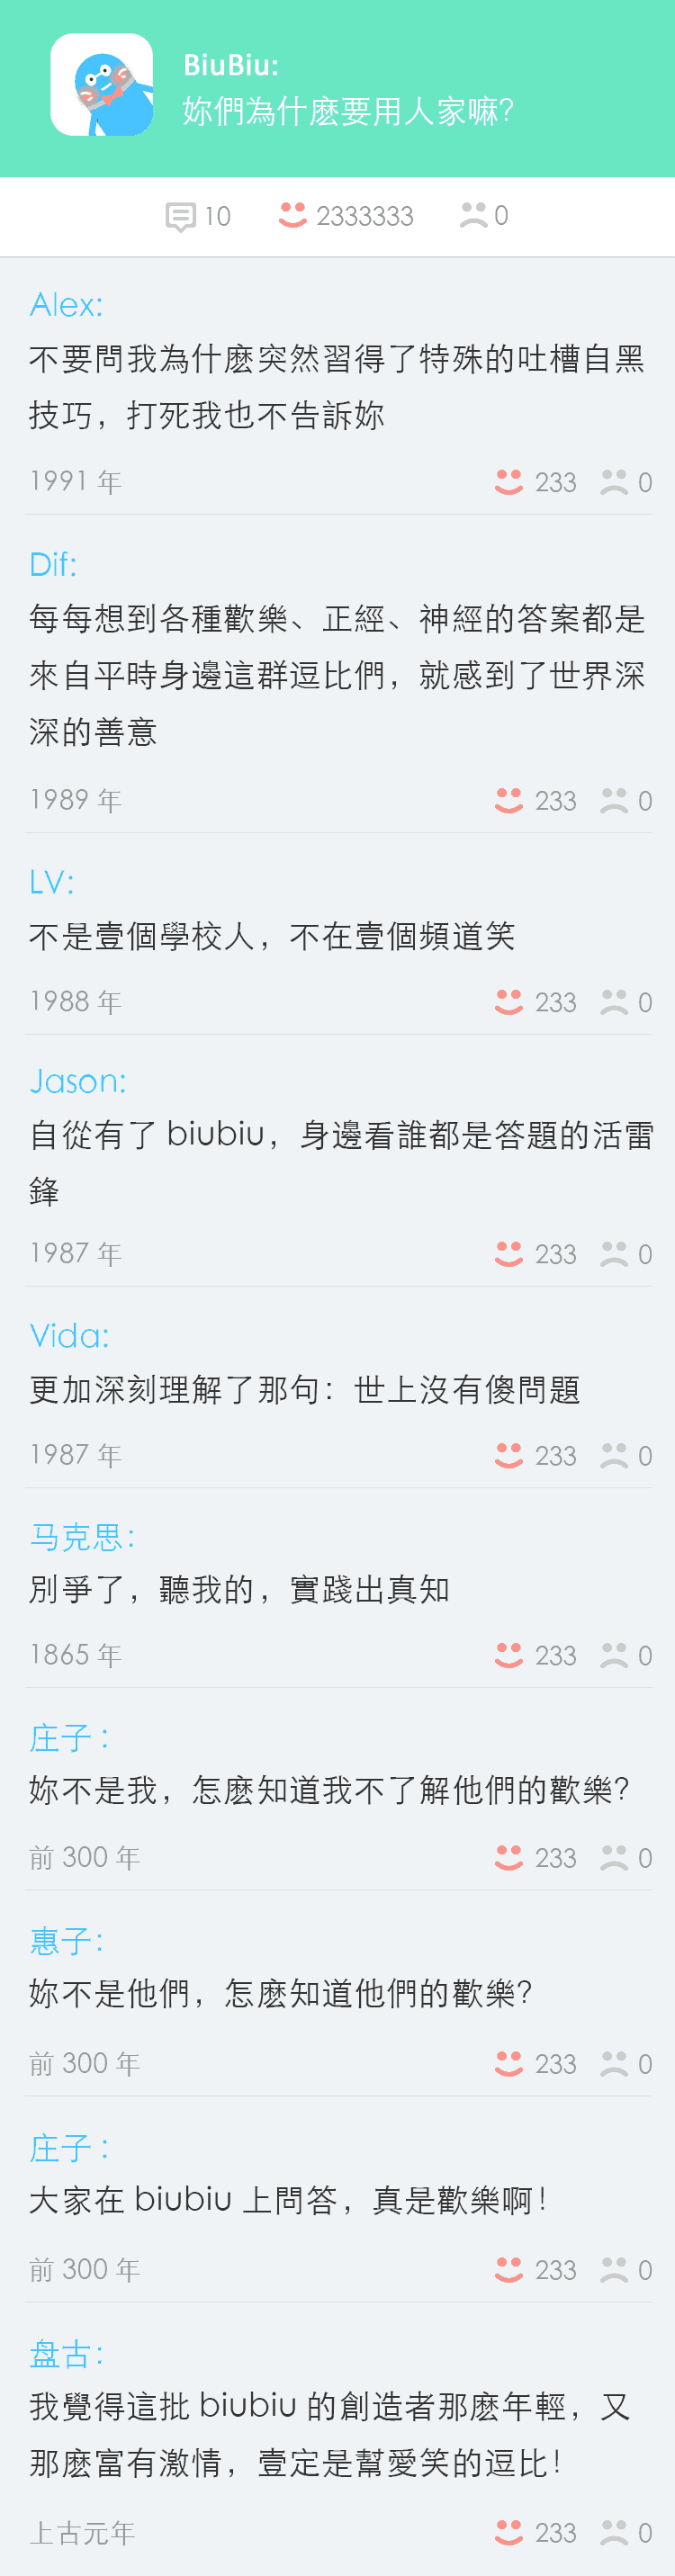 BiuBiu:
妳們為什麽要用人家嘛?
10 2333333 0
Alex:
不要問我為什麽突然習得了特殊的吐槽自黑
技巧，打死我也不告訴妳
1991 年 233 0
Dif:
每每想到各種歡樂、正經、神經的答案都是
來自平時身邊這群逗比們，就感到了世界深
深的善意
1989 年 233 0
LV:
不是壹個學校人，不在壹個頻道笑
1988 年 233 0
Jason:
自從有了 biubiu，身邊看誰都是答題的活雷
鋒
1987 年 233 0
Vida:
更加深刻理解了那句：世上沒有傻問題
1987 年 233 0
马克思：
別爭了，聽我的，實踐出真知
1865 年 233 0
庄子：
妳不是我，怎麽知道我不了解他們的歡樂?
前 300 年 233 0
惠子：
妳不是他們，怎麽知道他們的歡樂?
前 300 年 233 0
庄子：
大家在 biubiu 上問答，真是歡樂啊！
前 300 年 233 0
盘古：
我覺得這批 biubiu 的創造者那麽年輕，又
那麽富有激情，壹定是幫愛笑的逗比！
上古元年 233 0